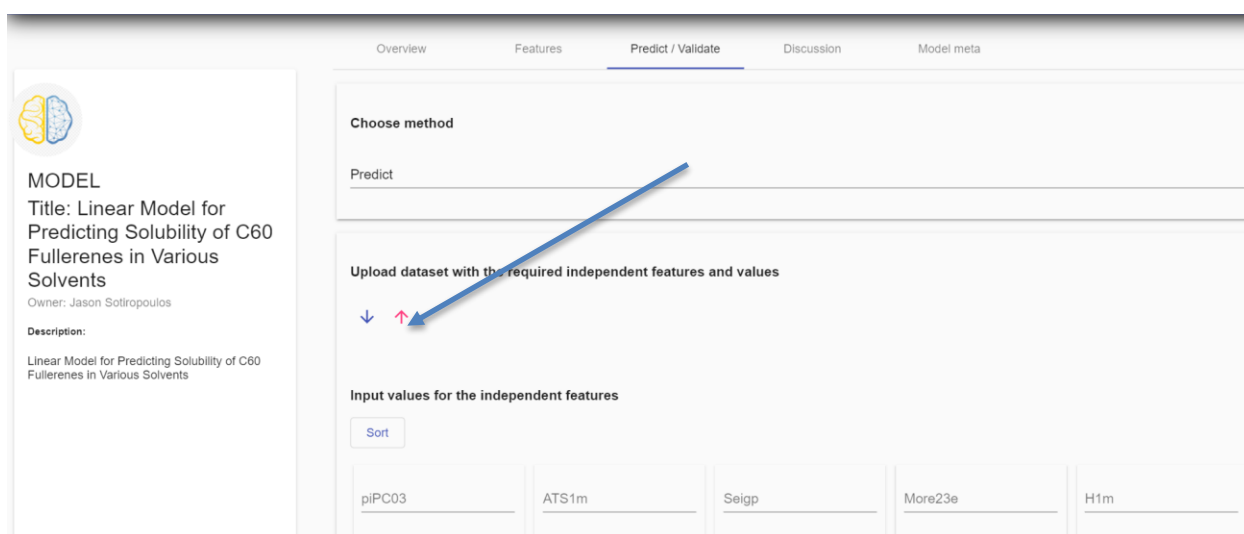 Overview Features Predict / Validate Discussion Model meta
MODEL
Title: Linear Model for
Predicting Solubility of C60
Fullerenes in Various
Solvents
Owner: Jason Sotiropoulos
Description:
Linear Model for Predicting Solubility of C60
Fullerenes in Various Solvents
Choose method
Predict
Upload dataset with the required independent features and values
Input values for the independent features
Sort
piPC03 ATS1m Seigp More23e H1m